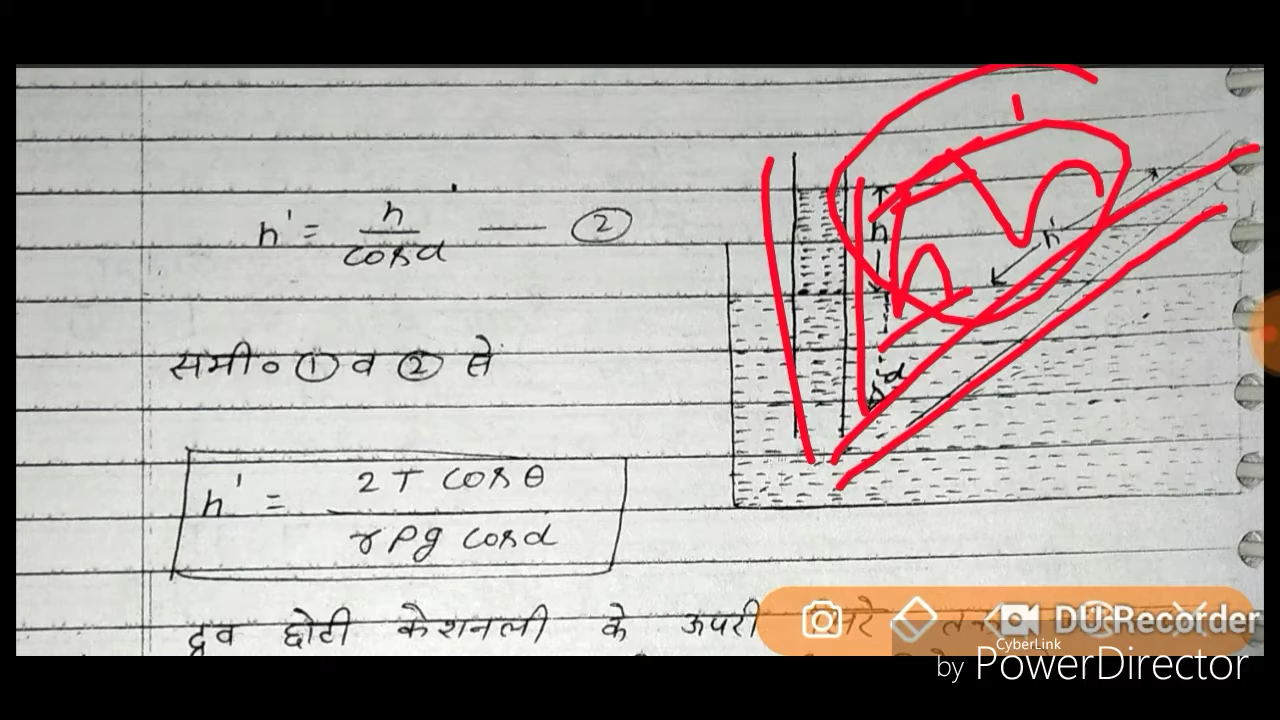 h' = h / cosα — ②
h
h'
α
समी० ① व ② से
h' = 2T cosθ / rρg cosα
द्रव छोटी केशनली के ऊपरी
DU Recorder
CyberLink
by PowerDirector